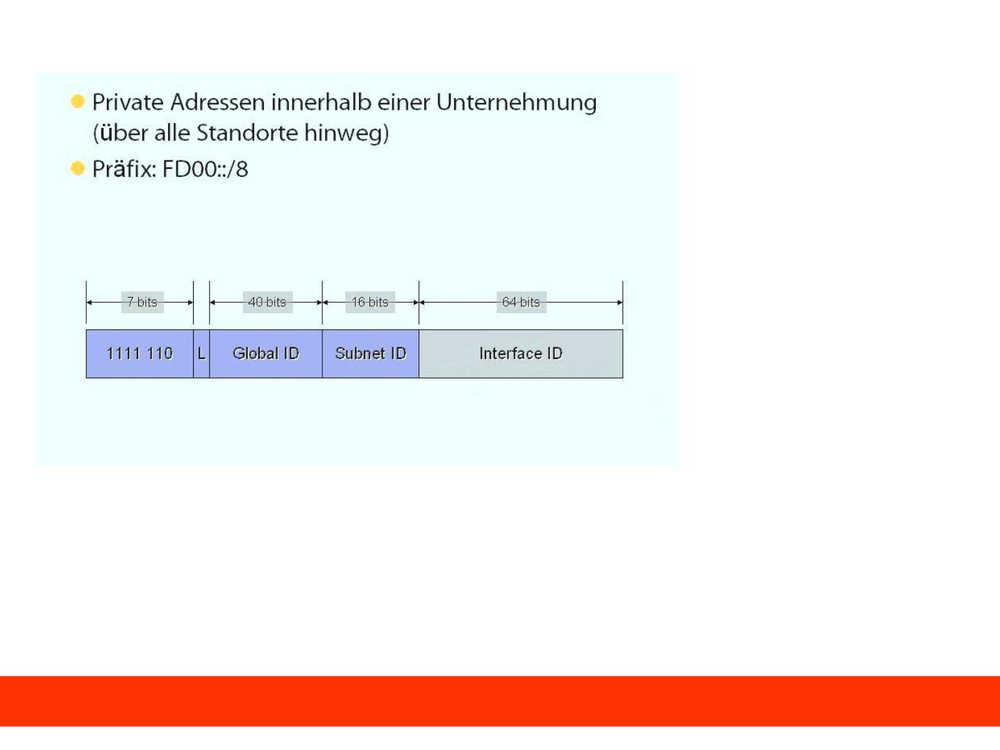 Private Adressen innerhalb einer Unternehmung
(über alle Standorte hinweg)
Präfix: FD00::/8
7 bits 40 bits 16 bits 64 bits
1111 110 L Global ID Subnet ID Interface ID